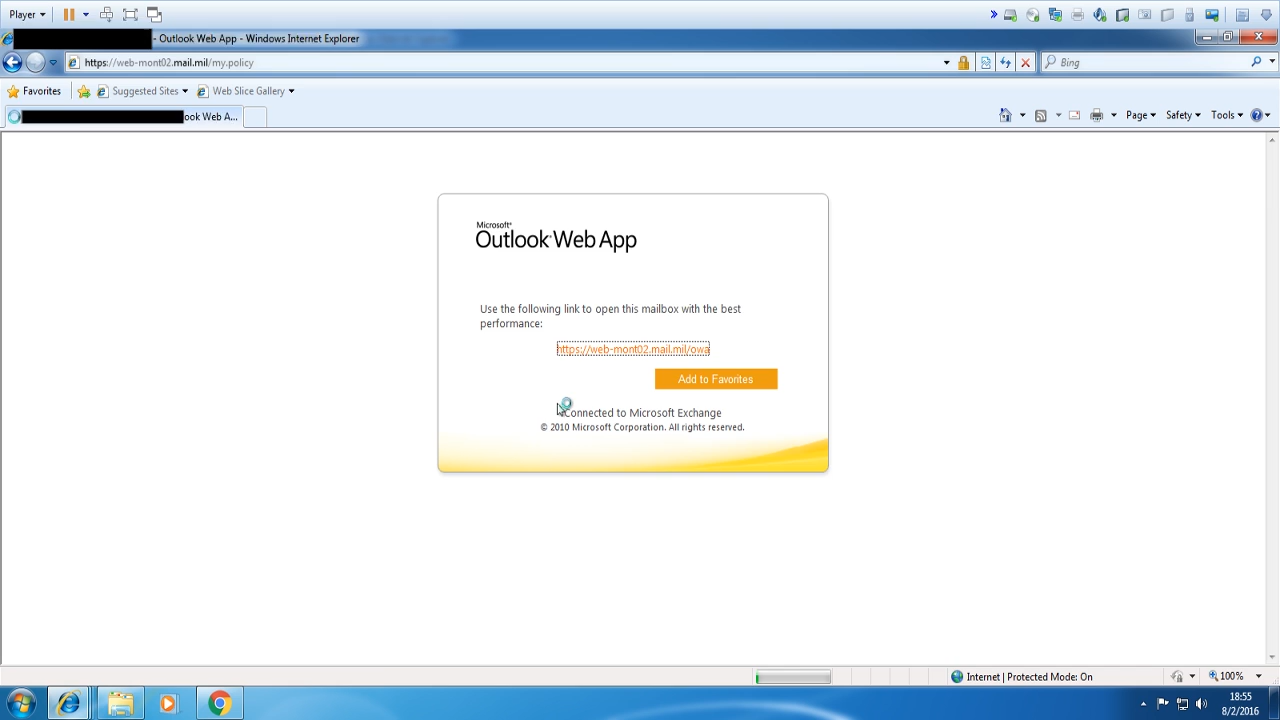 Player
- Outlook Web App - Windows Internet Explorer
https://web-mont02.mail.mil/my.policy
Bing
Favorites
Suggested Sites
Web Slice Gallery
ook Web A...
Page
Safety
Tools
Microsoft®
Outlook Web App
Use the following link to open this mailbox with the best
performance:
https://web-mont02.mail.mil/owa
Add to Favorites
Connected to Microsoft Exchange
© 2010 Microsoft Corporation. All rights reserved.
Internet | Protected Mode: On
100%
18:55
8/2/2016